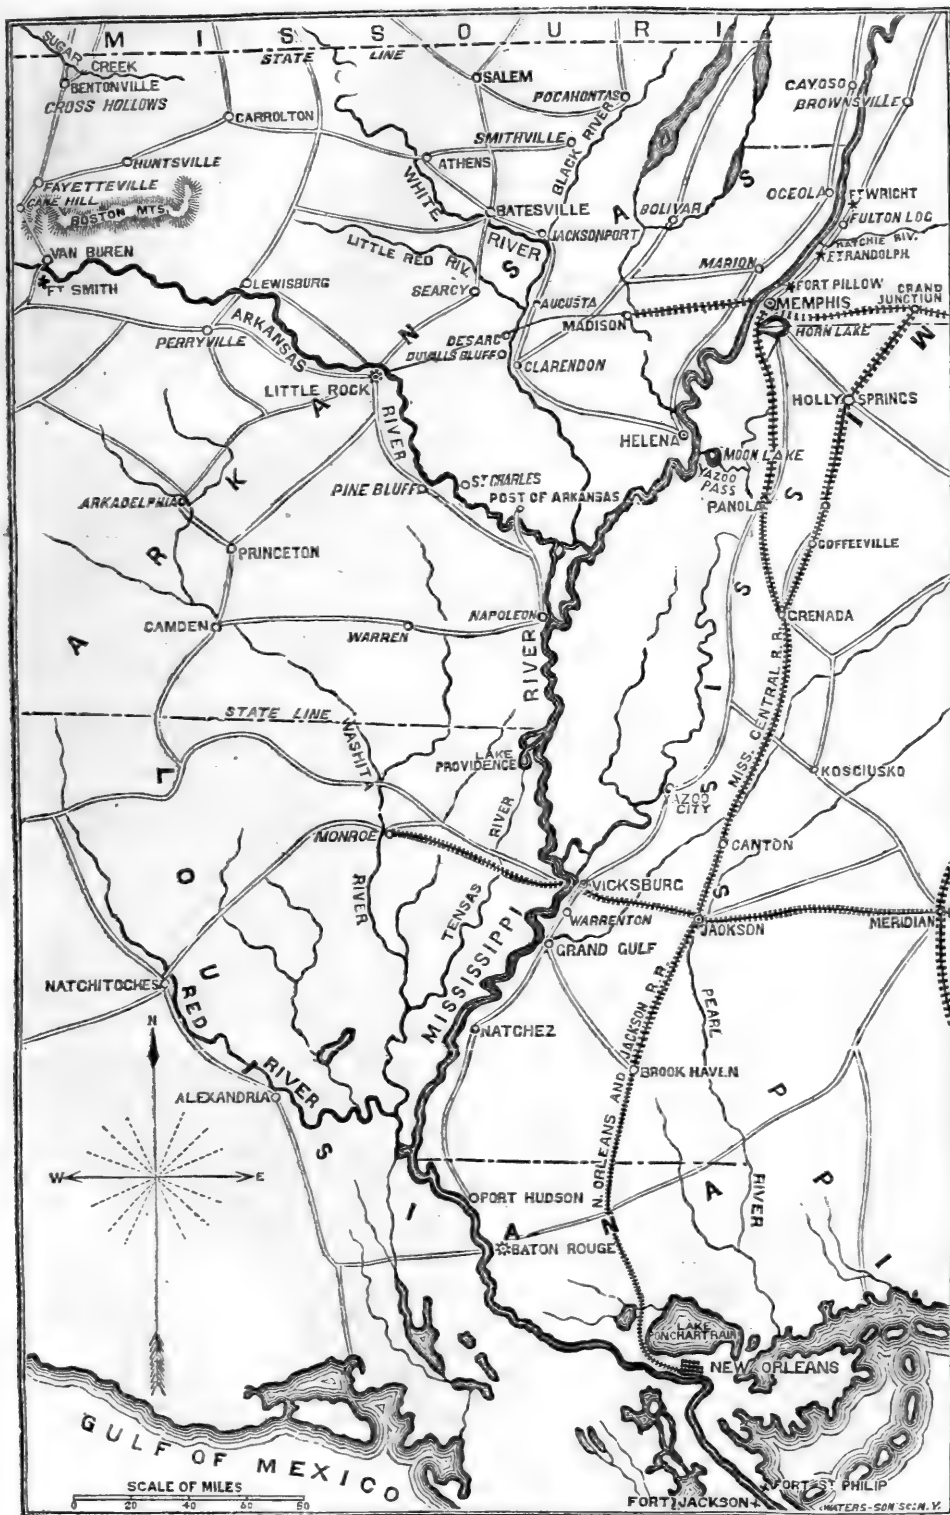 MISSOURI
STATE LINE
SUGAR CREEK
BENTONVILLE
CROSS HOLLOWS
SALEM
POCAHONTAS
CAYOSO
BROWNSVILLE
CARROLTON
SMITHVILLE
BLACK RIVER
HUNTSVILLE
ATHENS
FAYETTEVILLE
CANE HILL
BOSTON MTS.
WHITE RIVER
BATESVILLE
BOLIVAR
OCEOLA
FT WRIGHT
FULTON LDG
JACKSONPORT
HATCHIE RIV.
FT RANDOLPH
VAN BUREN
FT SMITH
LITTLE RED RIV.
LEWISBURG
SEARCY
MARION
FORT PILLOW
GRAND JUNCTION
MEMPHIS
AUGUSTA
MADISON
HORN LAKE
PERRYVILLE
ARKANSAS RIVER
DESARC
DUVALLS BLUFF
CLARENDON
LITTLE ROCK
HOLLY SPRINGS
HELENA
MOON LAKE
YAZOO PASS
PANOLA
ST CHARLES
PINE BLUFF
POST OF ARKANSAS
ARKADELPHIA
PRINCETON
COFFEEVILLE
CAMDEN
WARREN
NAPOLEON
GRENADA
ARKANSAS
MISSISSIPPI
STATE LINE
WASHITA RIVER
LAKE PROVIDENCE
MISS. CENTRAL R.R.
KOSCIUSKO
YAZOO CITY
MONROE
TENSAS RIVER
CANTON
VICKSBURG
WARRENTON
JACKSON
MERIDIAN
GRAND GULF
MISSISSIPPI RIVER
NATCHITOCHES
RED RIVER
NATCHEZ
PEARL RIVER
N. ORLEANS AND JACKSON R.R.
BROOK HAVEN
ALEXANDRIA
N
W E
LOUISIANA
PORT HUDSON
BATON ROUGE
LAKE PONCHARTRAIN
NEW ORLEANS
GULF OF MEXICO
SCALE OF MILES
0 20 40 60 80
FORT ST PHILIP
FORT JACKSON
WATERS-SON SC. N.Y.